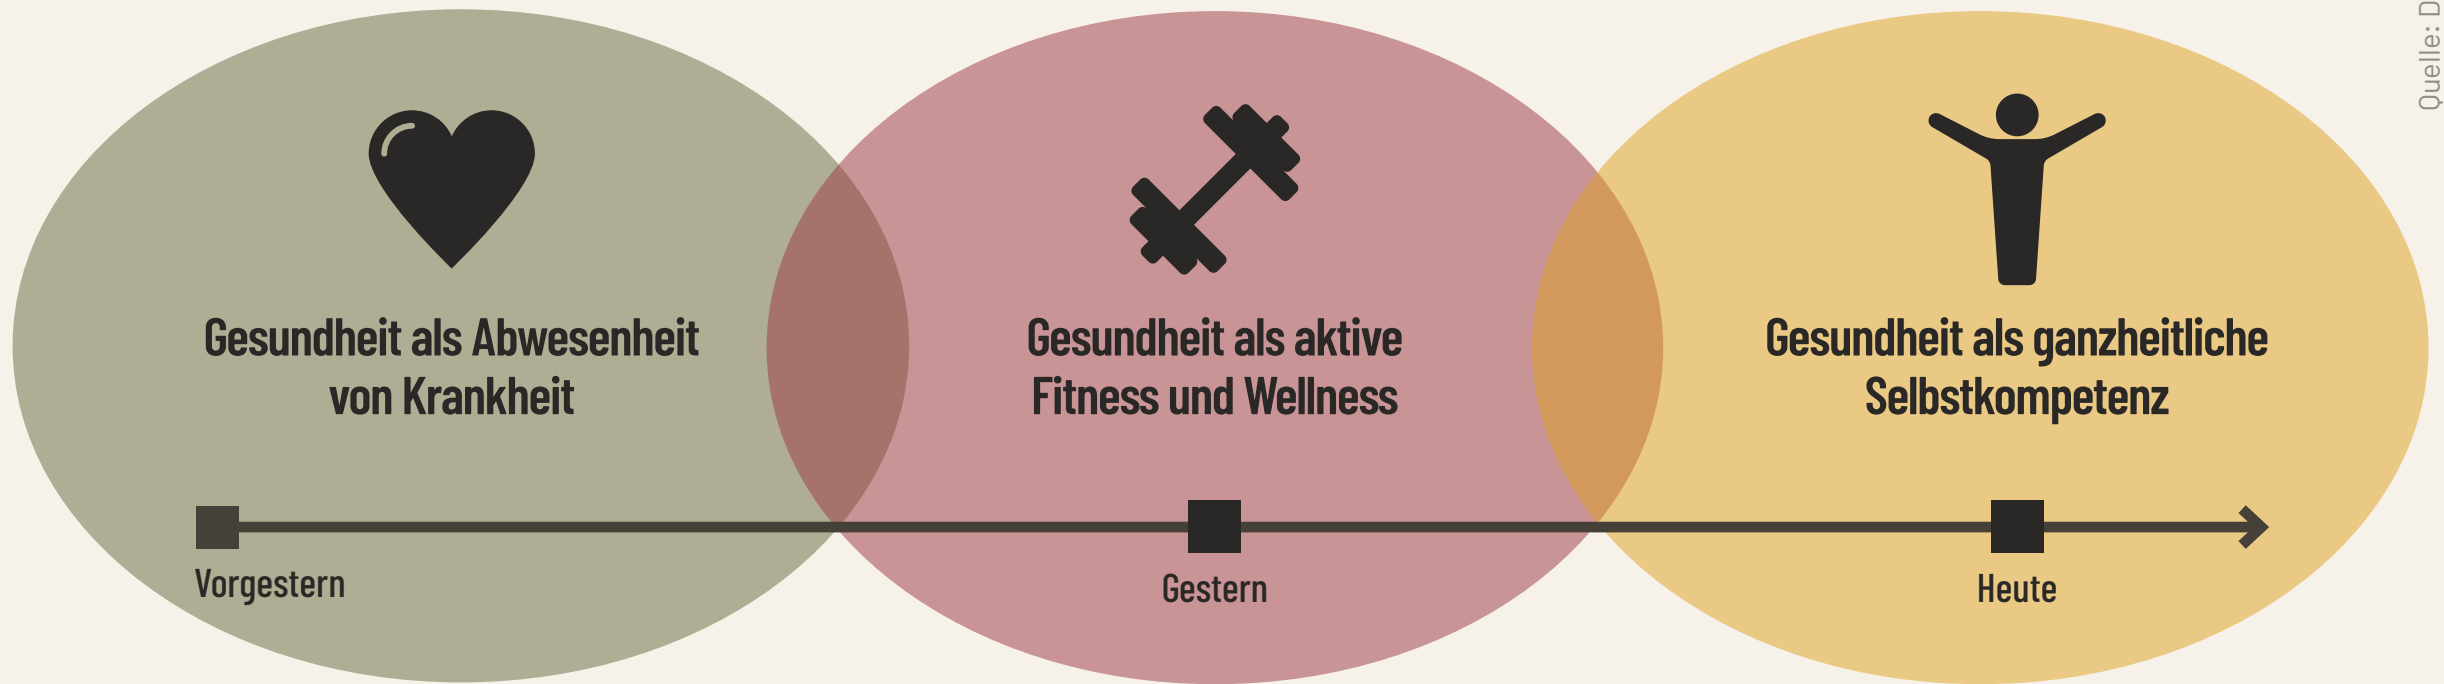 Gesundheit als Abwesenheit
von Krankheit
Gesundheit als aktive
Fitness und Wellness
Gesundheit als ganzheitliche
Selbstkompetenz
Vorgestern
Gestern
Heute
Quelle: D